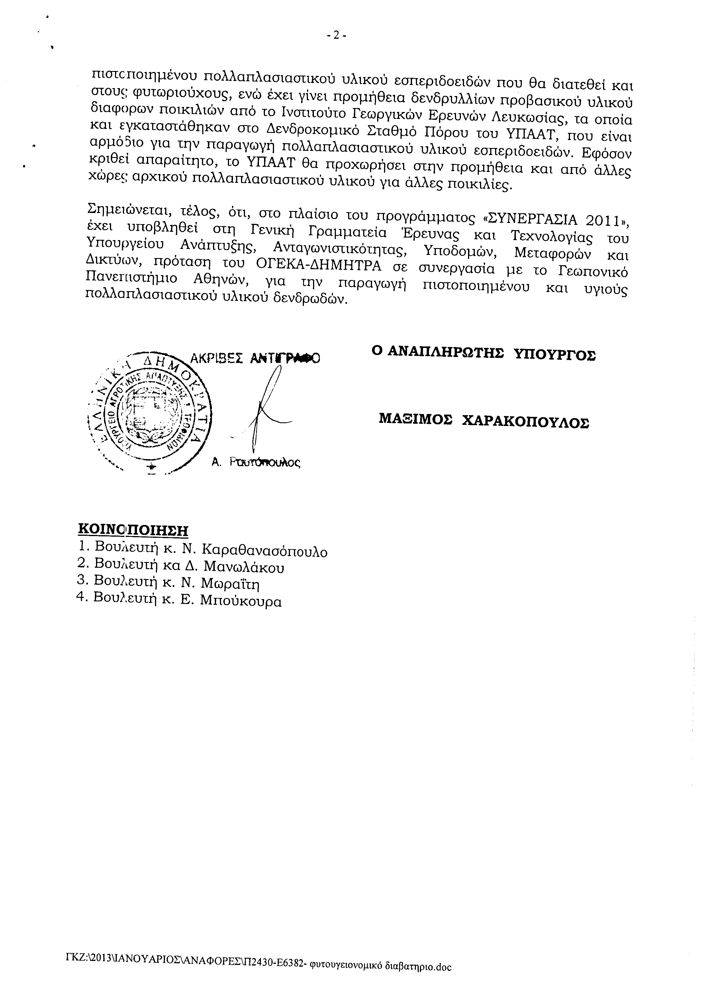 - 2 -
πιστοποιημένου πολλαπλασιαστικού υλικού εσπεριδοειδών που θα διατεθεί και
στους φυτωριούχους, ενώ έχει γίνει προμήθεια δενδρυλλίων προβασικού υλικού
διαφορων ποικιλιών από το Ινστιτούτο Γεωργικών Ερευνών Λευκωσίας, τα οποία
και εγκαταστάθηκαν στο Δενδροκομικό Σταθμό Πόρου του ΥΠΑΑΤ, που είναι
αρμόδιο για την παραγωγή πολλαπλασιαστικού υλικού εσπεριδοειδών. Εφόσον
κριθεί απαραίτητο, το ΥΠΑΑΤ θα προχωρήσει στην προμήθεια και από άλλες
χώρες αρχικού πολλαπλασιαστικού υλικού για άλλες ποικιλίες.
Σημειώνεται, τέλος, ότι, στο πλαίσιο του προγράμματος «ΣΥΝΕΡΓΑΣΙΑ 2011»,
έχει υποβληθεί στη Γενική Γραμματεία Έρευνας και Τεχνολογίας του
Υπουργείου Ανάπτυξης, Ανταγωνιστικότητας, Υποδομών, Μεταφορών και
Δικτύων, πρόταση του ΟΓΕΚΑ-ΔΗΜΗΤΡΑ σε συνεργασία με το Γεωπονικό
Πανεπιστήμιο Αθηνών, για την παραγωγή πιστοποιημένου και υγιούς
πολλαπλασιαστικού υλικού δενδρωδών.
Ο ΑΝΑΠΛΗΡΩΤΗΣ ΥΠΟΥΡΓΟΣ
ΑΚΡΙΒΕΣ ΑΝΤΙΓΡΑΦΟ
ΕΛΛΗΝΙΚΗ ΔΗΜΟΚΡΑΤΙΑ
ΥΠΟΥΡΓΕΙΟ ΑΓΡΟΤΙΚΗΣ ΑΝΑΠΤΥΞΗΣ & ΤΡΟΦΙΜΩΝ
ΜΑΞΙΜΟΣ ΧΑΡΑΚΟΠΟΥΛΟΣ
Α.
ΚΟΙΝΟΠΟΙΗΣΗ
1. Βουλευτή κ. Ν. Καραθανασόπουλο
2. Βουλευτή κα Δ. Μανωλάκου
3. Βουλευτή κ. Ν. Μωραΐτη
4. Βουλευτή κ. Ε. Μπούκουρα
ΓΚΖ:\2013\ΙΑΝΟΥΑΡΙΟΣ\ΑΝΑΦΟΡΕΣ\Π2430-Ε6382- φυτουγειονομικό διαβατηριο.doc